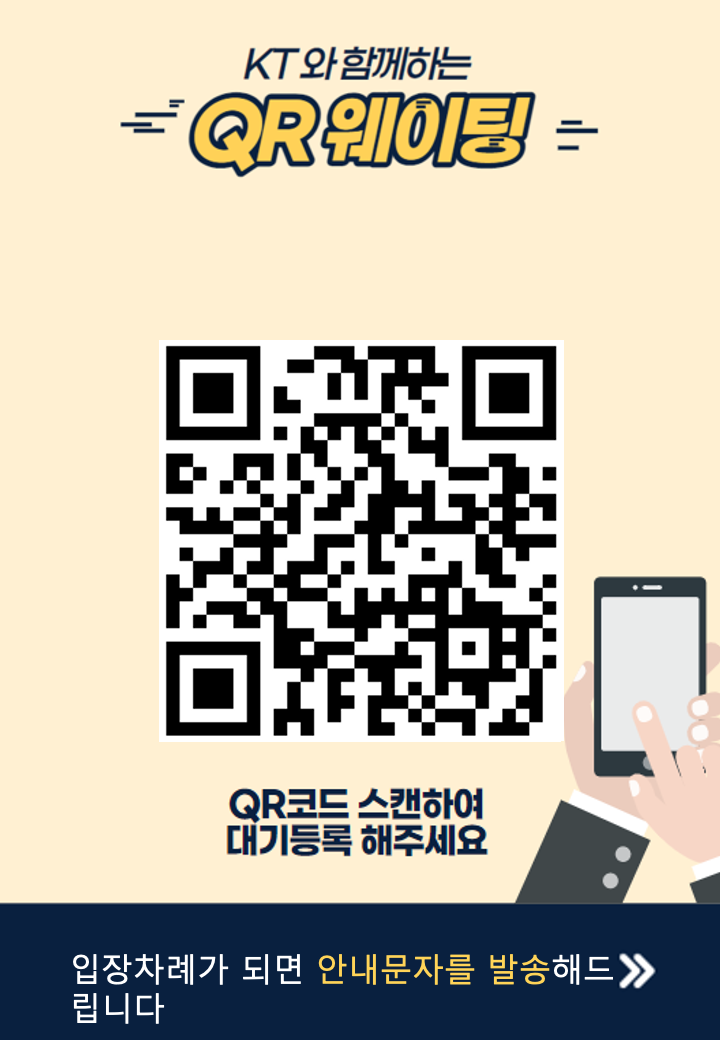 KT 와 함께하는
QR 웨이팅
QR코드 스캔하여
대기등록 해주세요
입장차례가 되면 안내문자를 발송해드
립니다